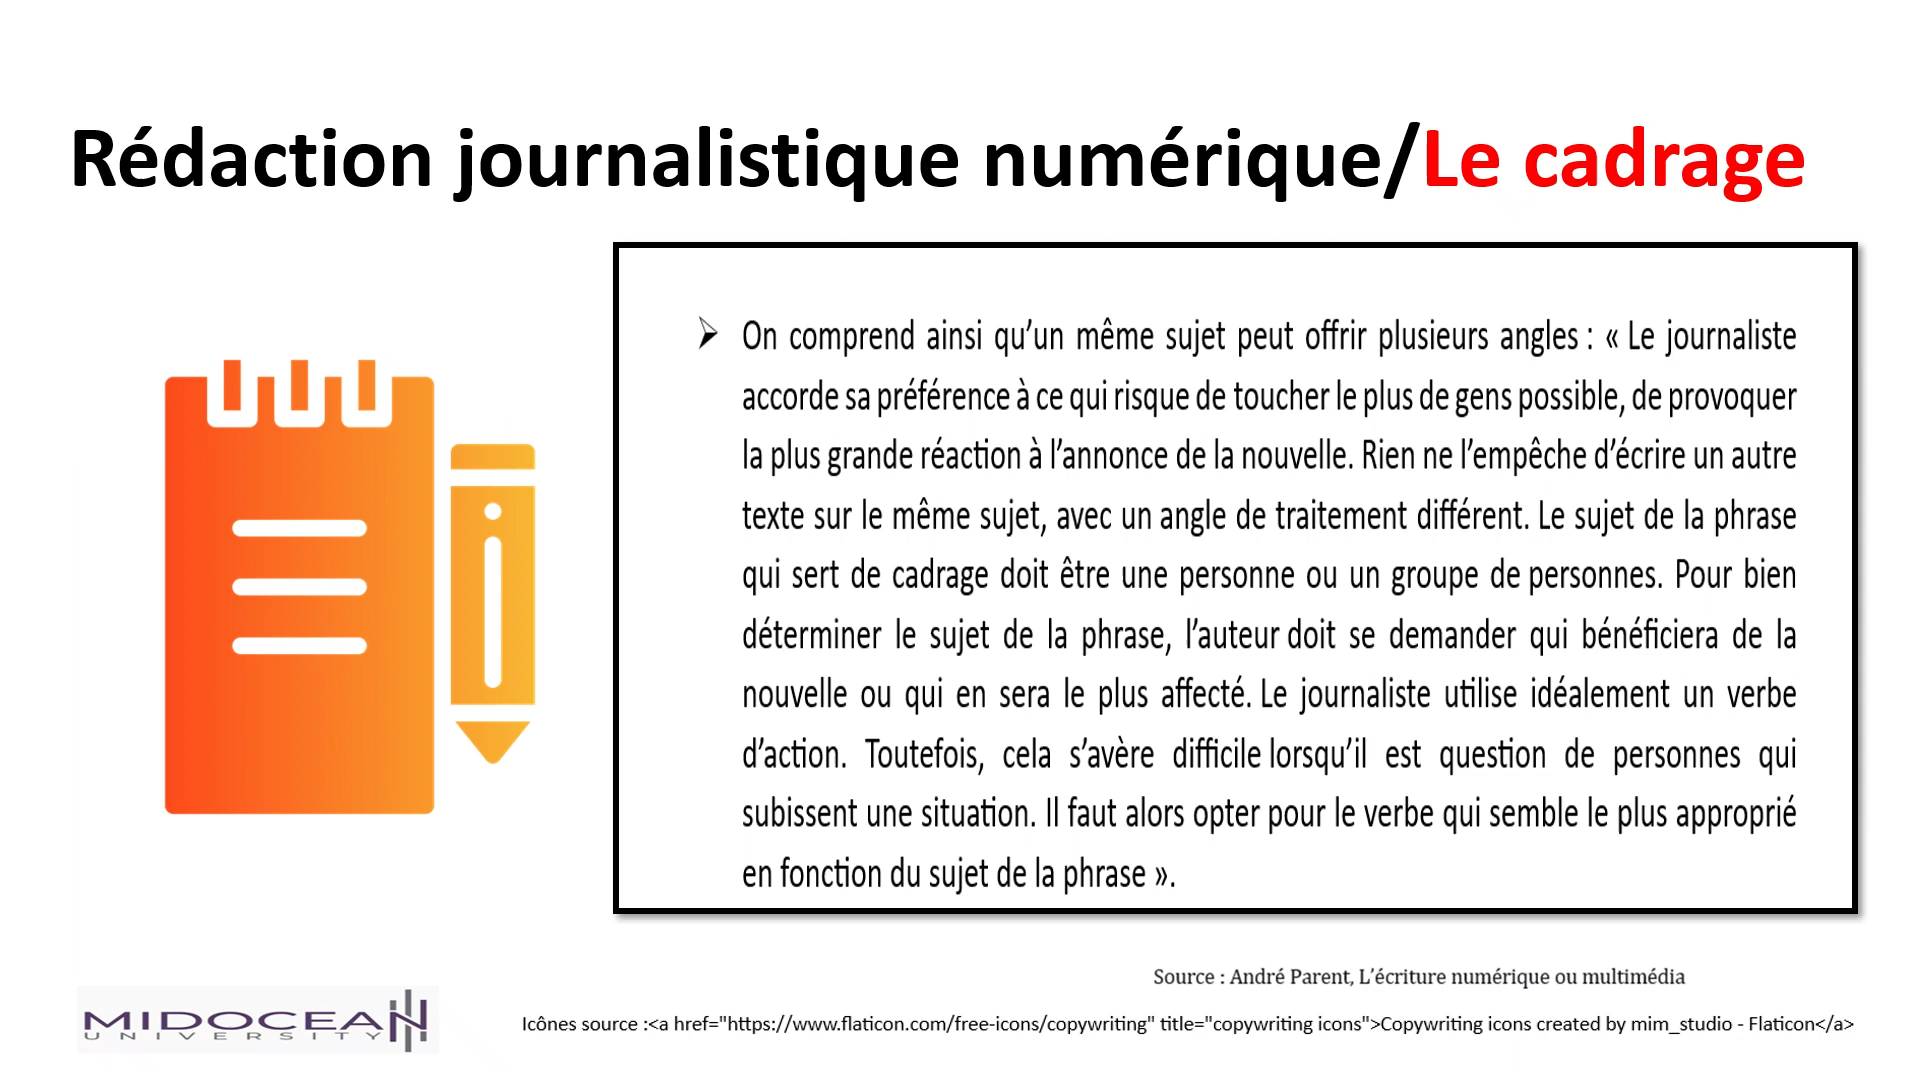 Rédaction journalistique numérique/Le cadrage
➢ On comprend ainsi qu’un même sujet peut offrir plusieurs angles : « Le journaliste
accorde sa préférence à ce qui risque de toucher le plus de gens possible, de provoquer
la plus grande réaction à l’annonce de la nouvelle. Rien ne l’empêche d’écrire un autre
texte sur le même sujet, avec un angle de traitement différent. Le sujet de la phrase
qui sert de cadrage doit être une personne ou un groupe de personnes. Pour bien
déterminer le sujet de la phrase, l’auteur doit se demander qui bénéficiera de la
nouvelle ou qui en sera le plus affecté. Le journaliste utilise idéalement un verbe
d’action. Toutefois, cela s’avère difficile lorsqu’il est question de personnes qui
subissent une situation. Il faut alors opter pour le verbe qui semble le plus approprié
en fonction du sujet de la phrase ».
Source : André Parent, L’écriture numérique ou multimédia
MIDOCEAN
UNIVERSITY
Icônes source :<a href="https://www.flaticon.com/free-icons/copywriting" title="copywriting icons">Copywriting icons created by mim_studio - Flaticon</a>